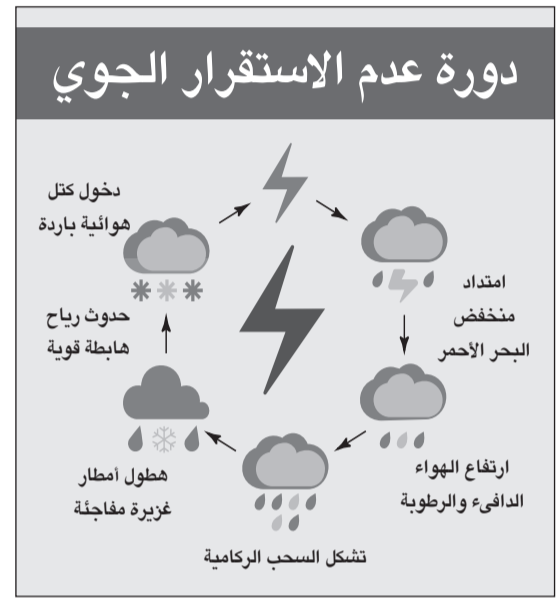 دورة عدم الاستقرار الجوي
امتداد
منخفض
البحر الأحمر
ارتفاع الهواء
الدافىء والرطوبة
تشكل السحب الركامية
هطول أمطار
غزيرة مفاجئة
حدوث رياح
هابطة قوية
دخول كتل
هوائية باردة